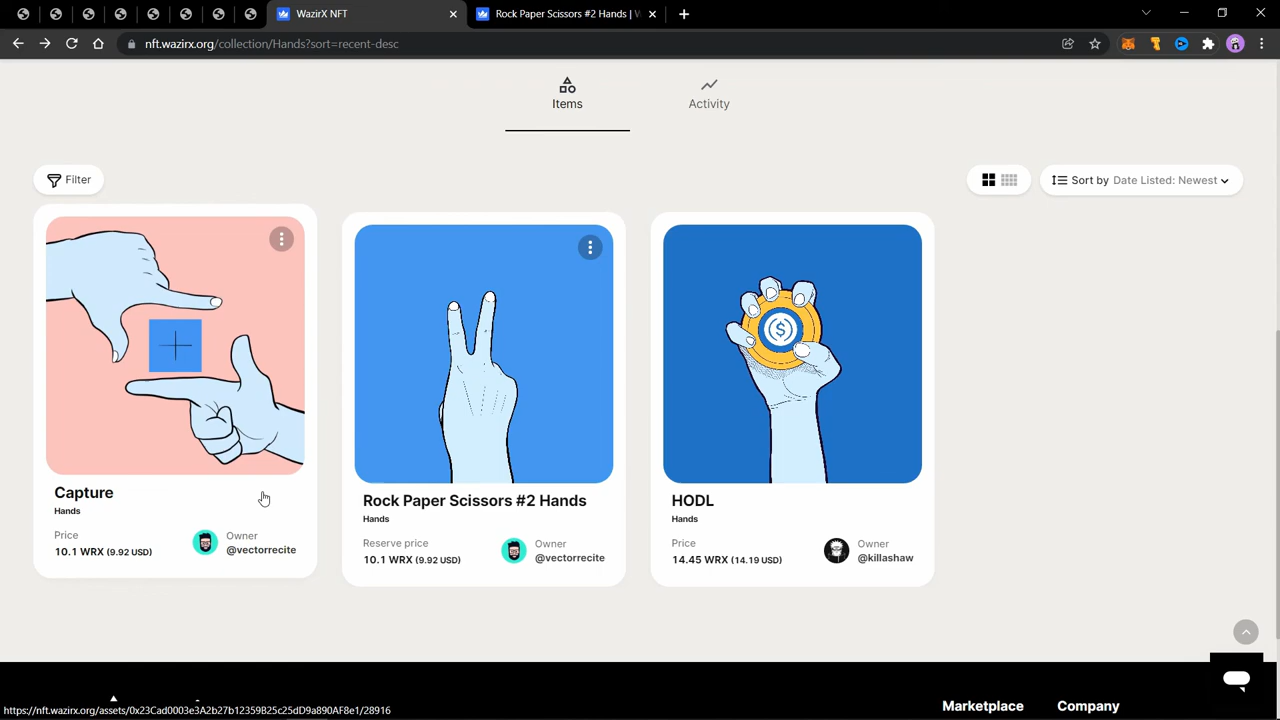 WazirX NFT
Rock Paper Scissors #2 Hands | W
nft.wazirx.org/collection/Hands?sort=recent-desc
Items
Activity
Filter
Sort by Date Listed: Newest
Capture
Hands
Price
10.1 WRX (9.92 USD)
Owner
@vectorrecite
Rock Paper Scissors #2 Hands
Hands
Reserve price
10.1 WRX (9.92 USD)
Owner
@vectorrecite
HODL
Hands
Price
14.45 WRX (14.19 USD)
Owner
@killashaw
https://nft.wazirx.org/assets/0x23Cad0003e3A2b27b12359B25c25dD9a890AF8e1/28916
Marketplace
Company